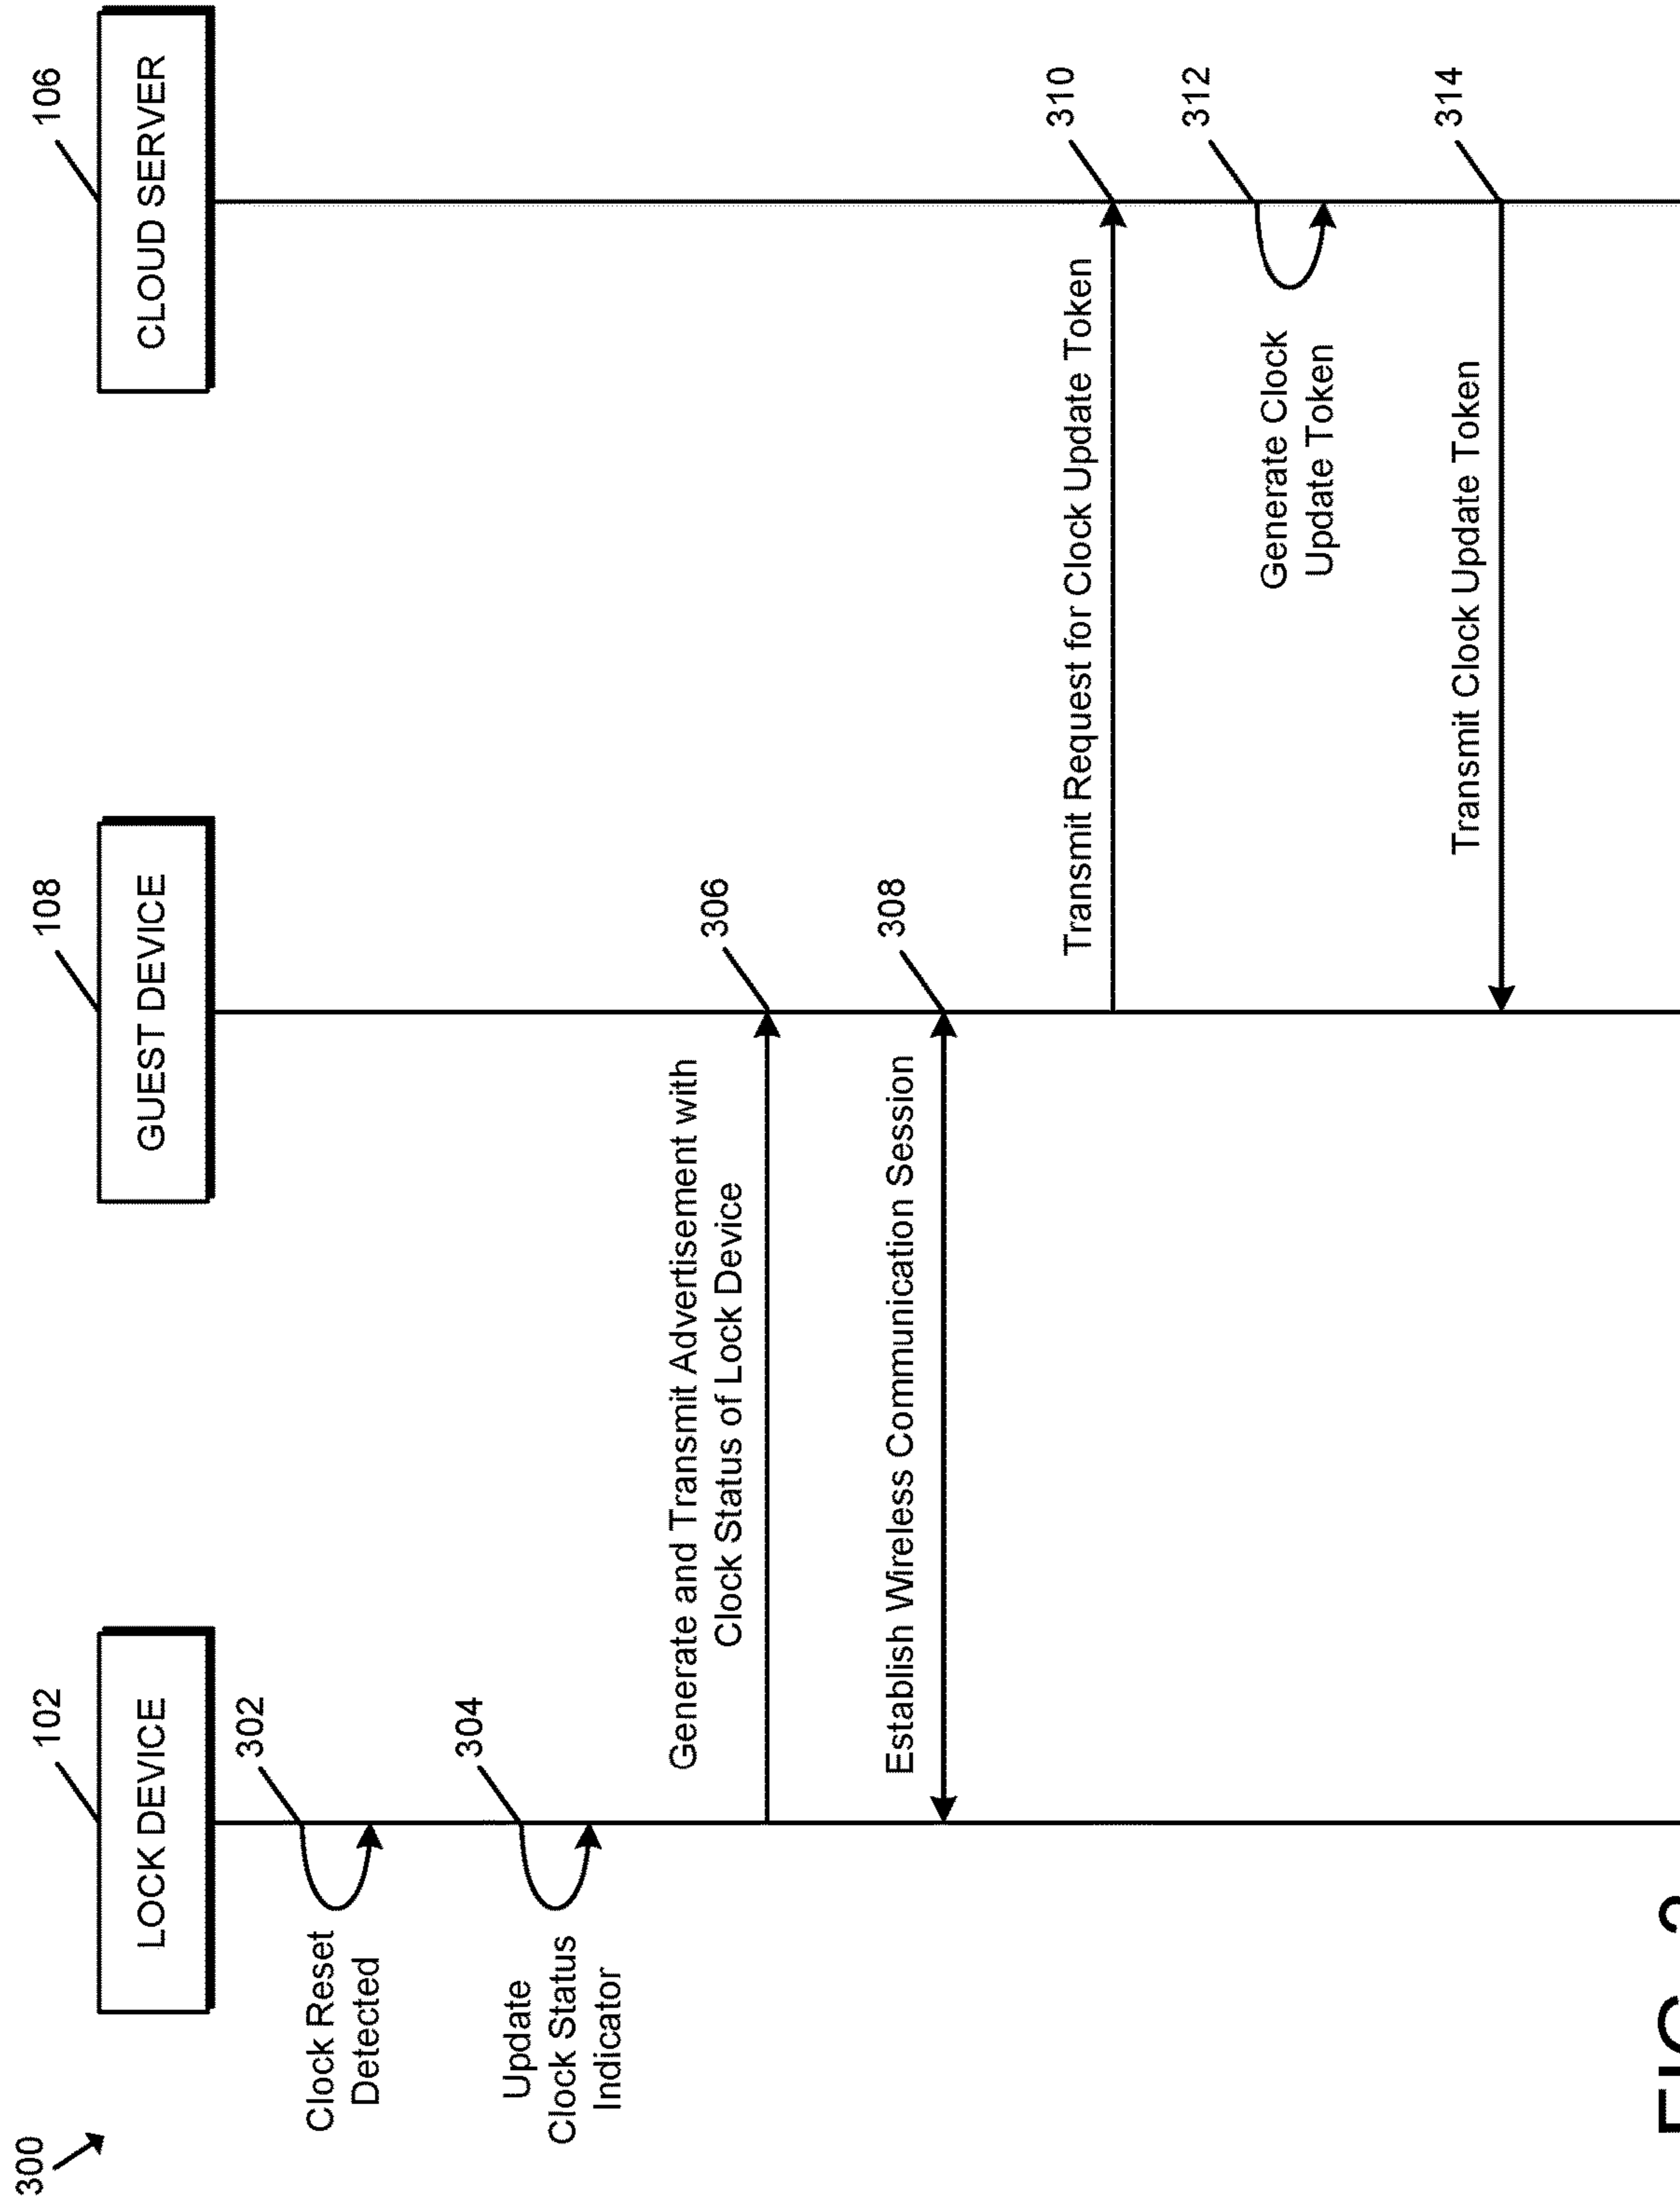 300
102
108
106
LOCK DEVICE
GUEST DEVICE
CLOUD SERVER
302
Clock Reset
Detected
304
Update
Clock Status
Indicator
306
Generate and Transmit Advertisement with
Clock Status of Lock Device
308
Establish Wireless Communication Session
310
Transmit Request for Clock Update Token
312
Generate Clock
Update Token
314
Transmit Clock Update Token
FIG.